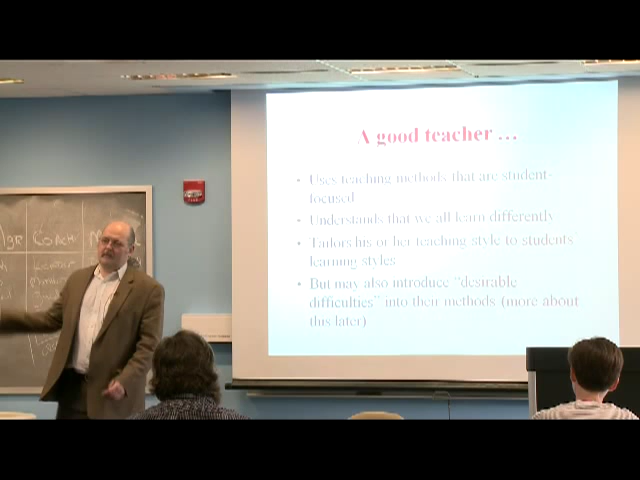 A good teacher …
• Uses teaching methods that are student-
focused
• Understands that we all learn differently
• Tailors his or her teaching style to students'
learning styles
• But may also introduce “desirable
difficulties” into their methods (more about
this later)
COACH